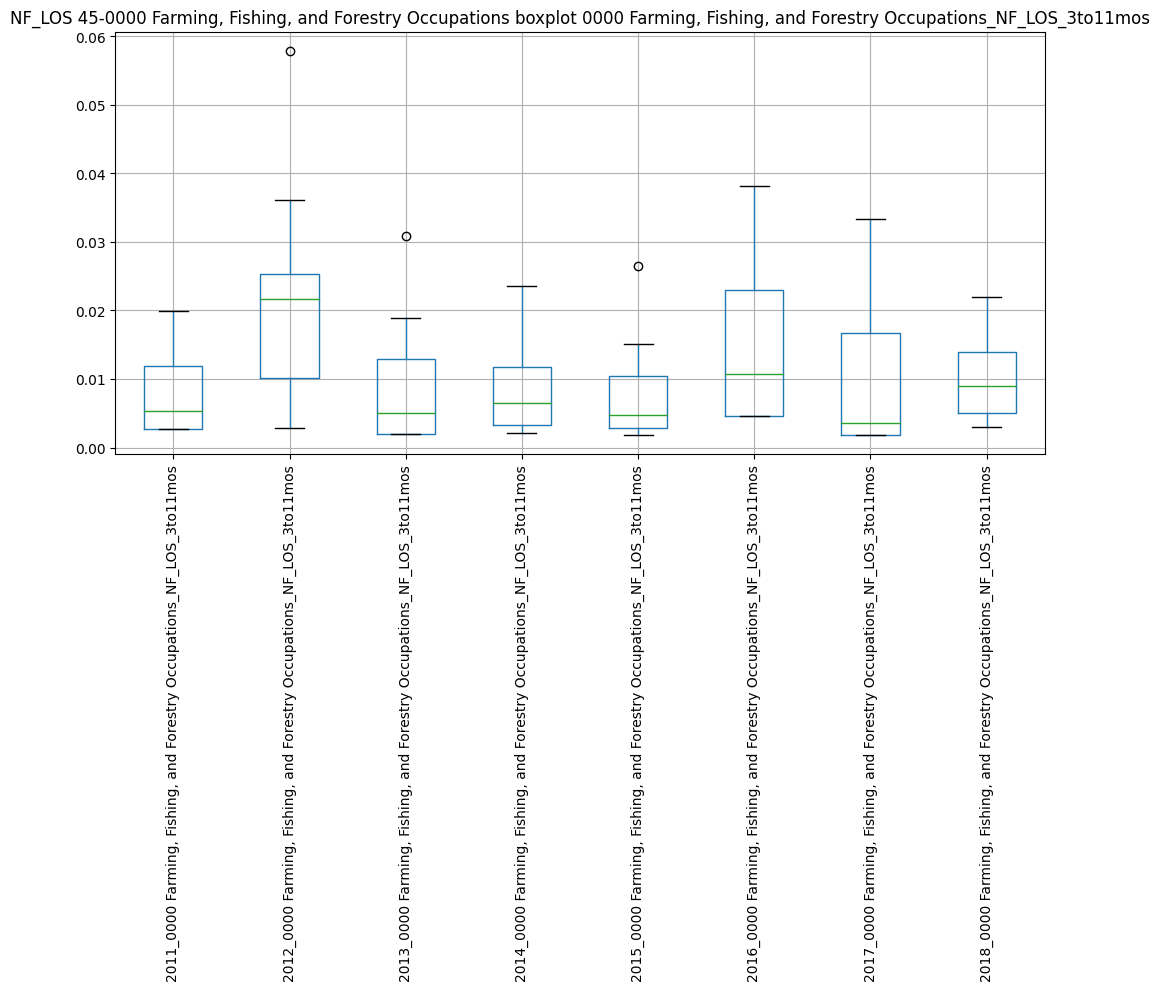 NF_LOS 45-0000 Farming, Fishing, and Forestry Occupations boxplot 0000 Farming, Fishing, and Forestry Occupations_NF_LOS_3to11mos
0.06
0.05
0.04
0.03
0.02
0.01
0.00
2011_0000 Farming, Fishing, and Forestry Occupations_NF_LOS_3to11mos
2012_0000 Farming, Fishing, and Forestry Occupations_NF_LOS_3to11mos
2013_0000 Farming, Fishing, and Forestry Occupations_NF_LOS_3to11mos
2014_0000 Farming, Fishing, and Forestry Occupations_NF_LOS_3to11mos
2015_0000 Farming, Fishing, and Forestry Occupations_NF_LOS_3to11mos
2016_0000 Farming, Fishing, and Forestry Occupations_NF_LOS_3to11mos
2017_0000 Farming, Fishing, and Forestry Occupations_NF_LOS_3to11mos
2018_0000 Farming, Fishing, and Forestry Occupations_NF_LOS_3to11mos